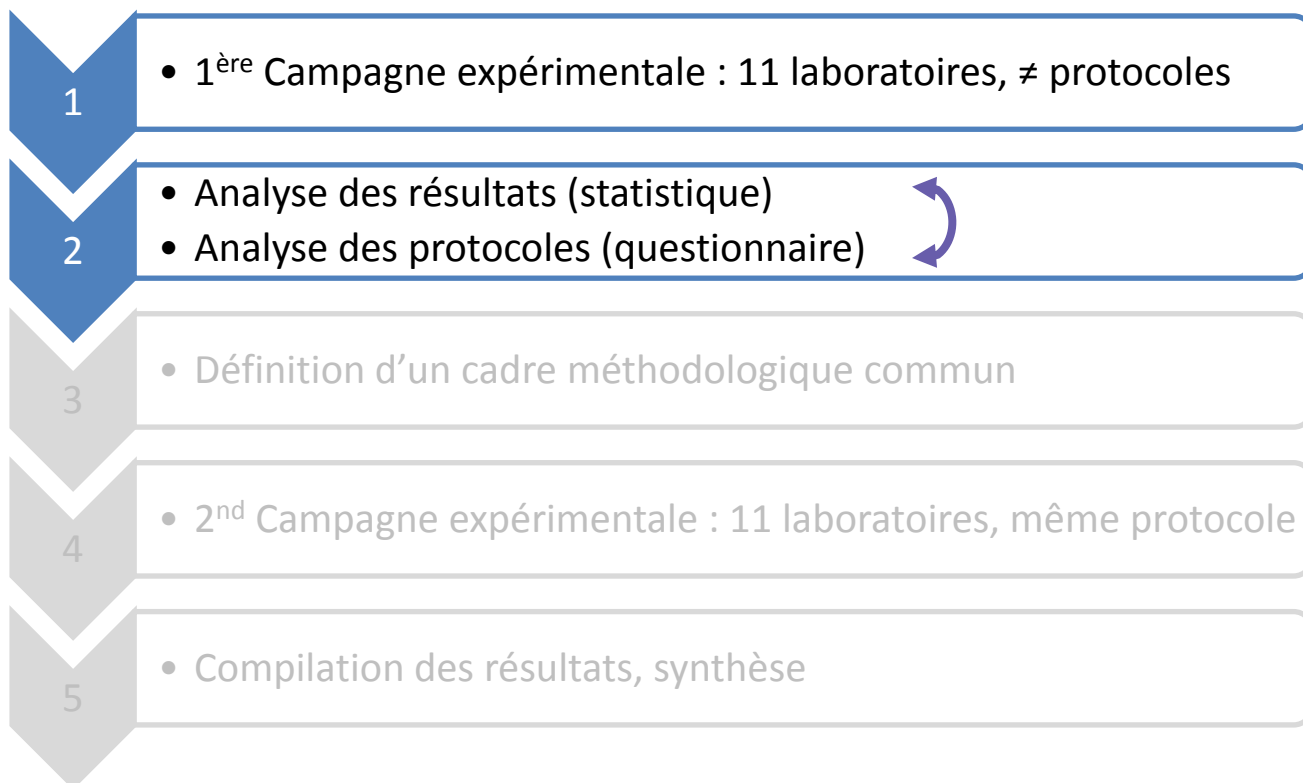 1
• 1ère Campagne expérimentale : 11 laboratoires, ≠ protocoles
2
• Analyse des résultats (statistique)
• Analyse des protocoles (questionnaire)
3
• Définition d’un cadre méthodologique commun
4
• 2nd Campagne expérimentale : 11 laboratoires, même protocole
5
• Compilation des résultats, synthèse